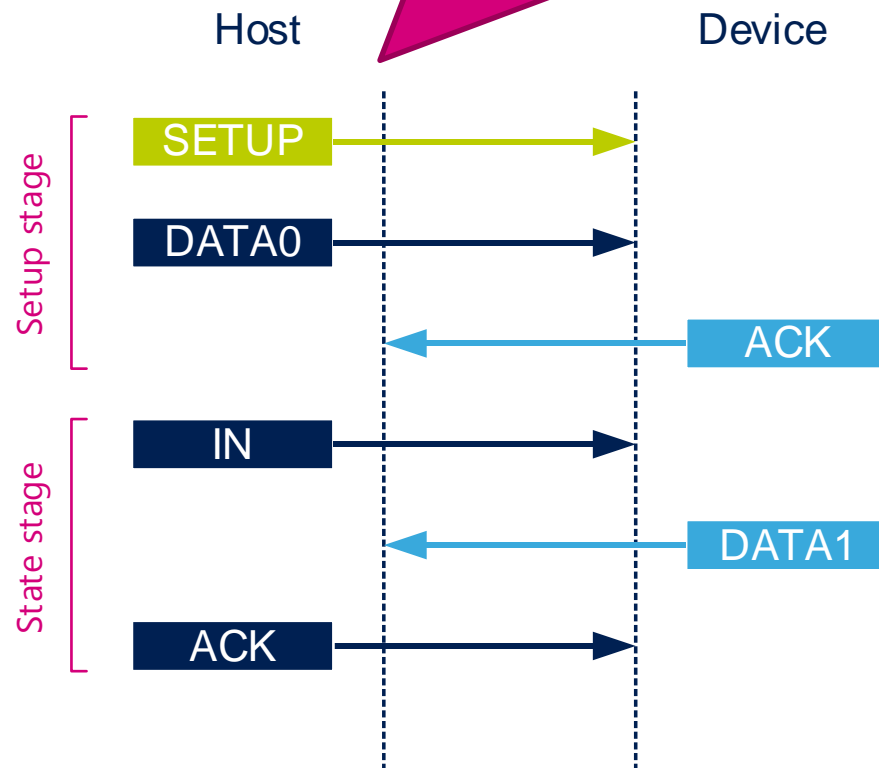 Host
Device
Setup stage
SETUP
DATA0
ACK
State stage
IN
DATA1
ACK